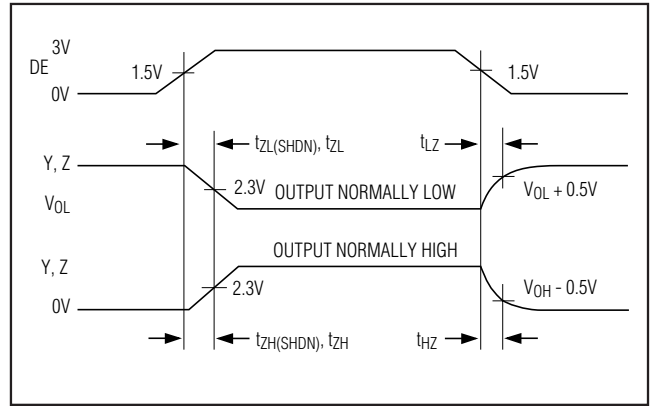 3V
DE
1.5V
1.5V
0V
tZL(SHDN), tZL
tLZ
Y, Z
2.3V
OUTPUT NORMALLY LOW
VOL + 0.5V
VOL
OUTPUT NORMALLY HIGH
Y, Z
2.3V
VOH - 0.5V
0V
tZH(SHDN), tZH
tHZ